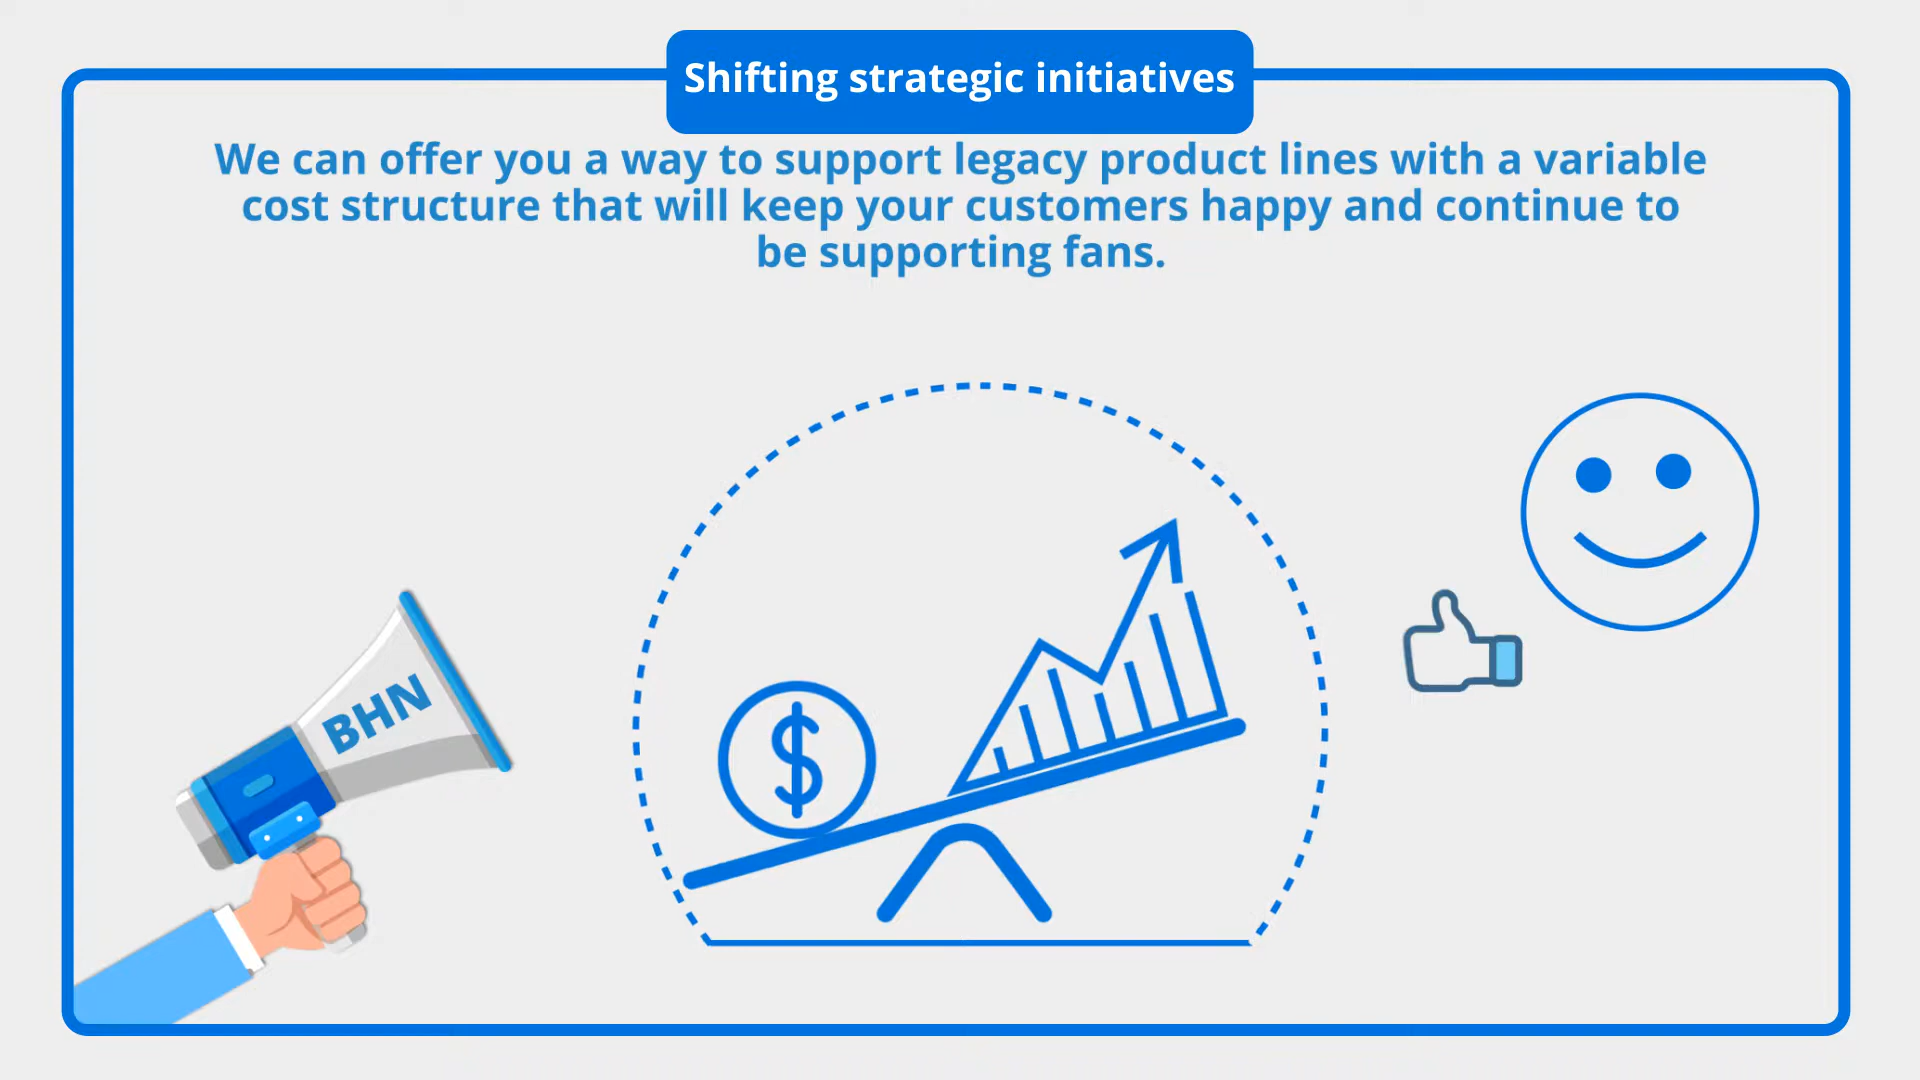 Shifting strategic initiatives
We can offer you a way to support legacy product lines with a variable
cost structure that will keep your customers happy and continue to
be supporting fans.
BHN
$